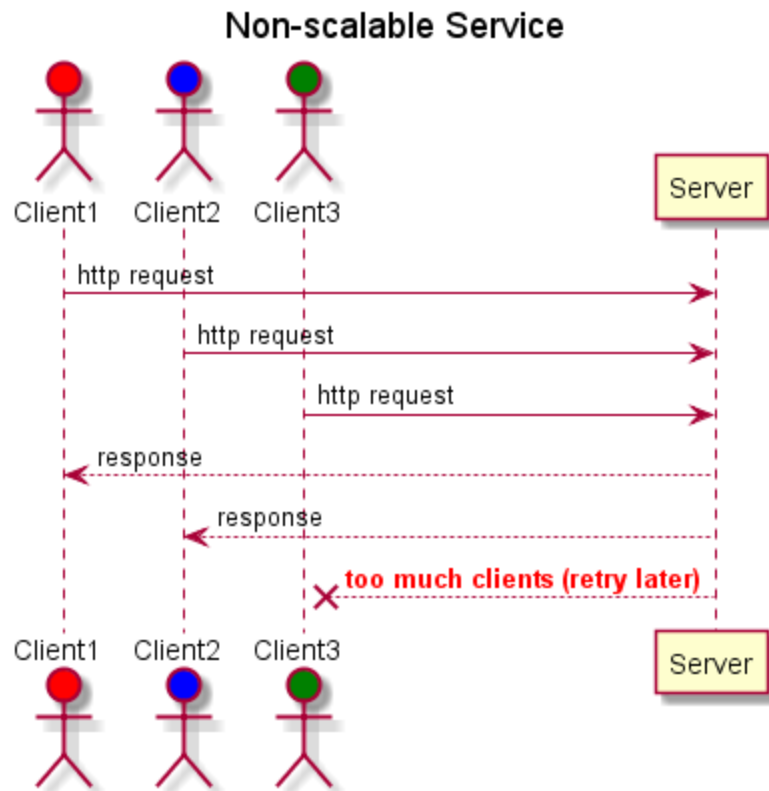 Non-scalable Service
Client1 Client2 Client3 Server
http request
http request
http request
response
response
too much clients (retry later)
Client1 Client2 Client3 Server